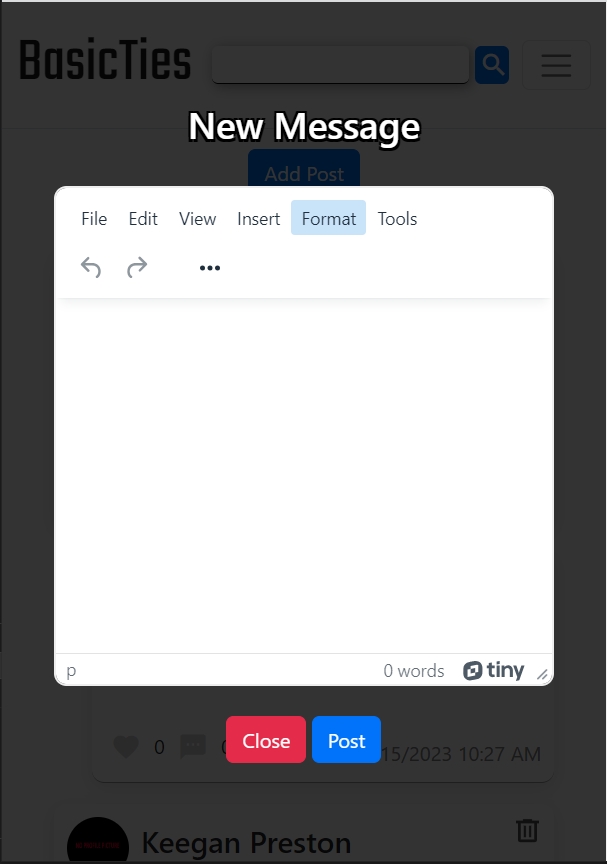 BasicTies
New Message
Add Post
File Edit View Insert Format Tools
p 0 words tiny
0
Close Post
15/2023 10:27 AM
Keegan Preston